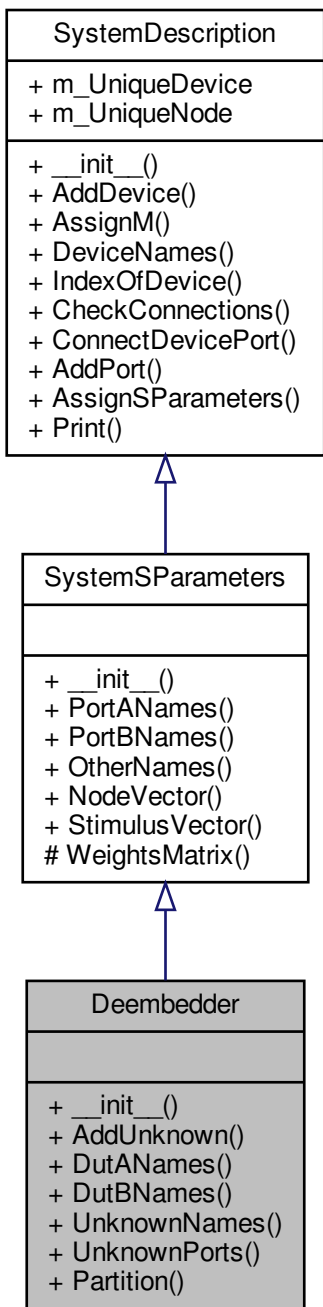 SystemDescription
+ m_UniqueDevice
+ m_UniqueNode
+ __init__()
+ AddDevice()
+ AssignM()
+ DeviceNames()
+ IndexOfDevice()
+ CheckConnections()
+ ConnectDevicePort()
+ AddPort()
+ AssignSParameters()
+ Print()
SystemSParameters
+ __init__()
+ PortANames()
+ PortBNames()
+ OtherNames()
+ NodeVector()
+ StimulusVector()
# WeightsMatrix()
Deembedder
+ __init__()
+ AddUnknown()
+ DutANames()
+ DutBNames()
+ UnknownNames()
+ UnknownPorts()
+ Partition()